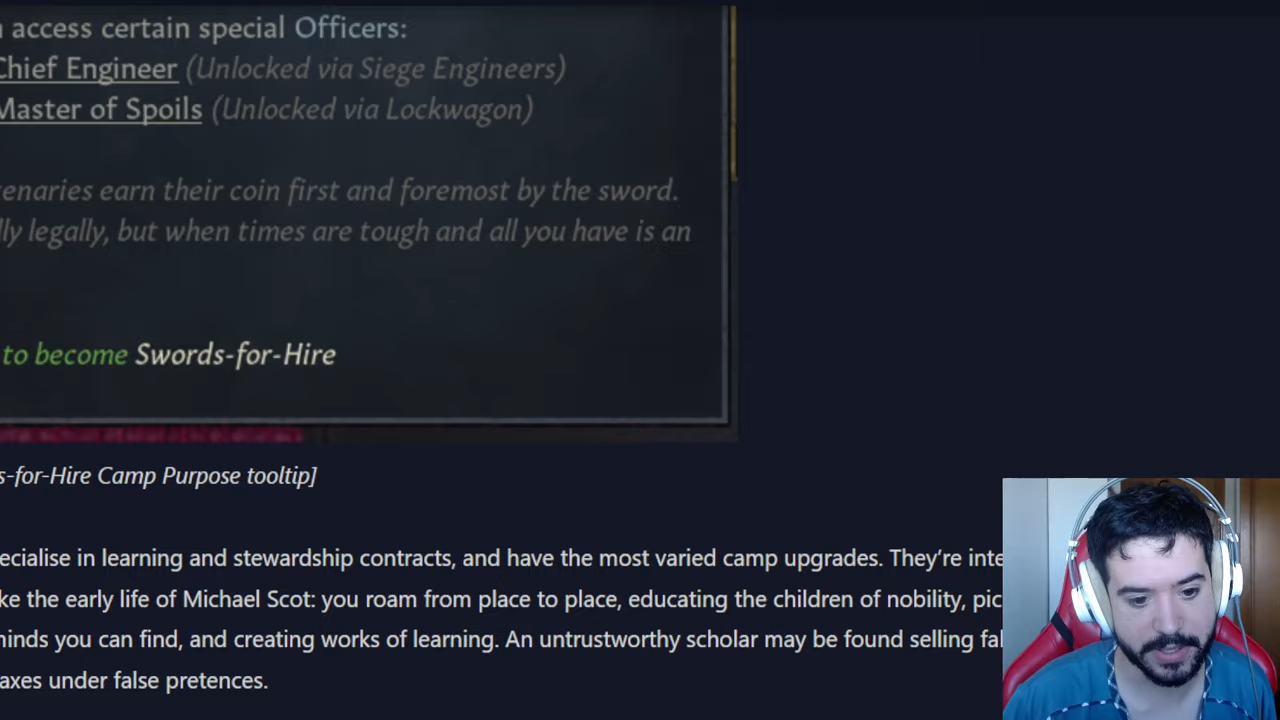 access certain special Officers:
Chief Engineer (Unlocked via Siege Engineers)
Master of Spoils (Unlocked via Lockwagon)
enaries earn their coin first and foremost by the sword.
lly legally, but when times are tough and all you have is an
to become Swords-for-Hire
s-for-Hire Camp Purpose tooltip]
ecialise in learning and stewardship contracts, and have the most varied camp upgrades. They’re inte
ke the early life of Michael Scot: you roam from place to place, educating the children of nobility, pic
minds you can find, and creating works of learning. An untrustworthy scholar may be found selling fal
axes under false pretences.